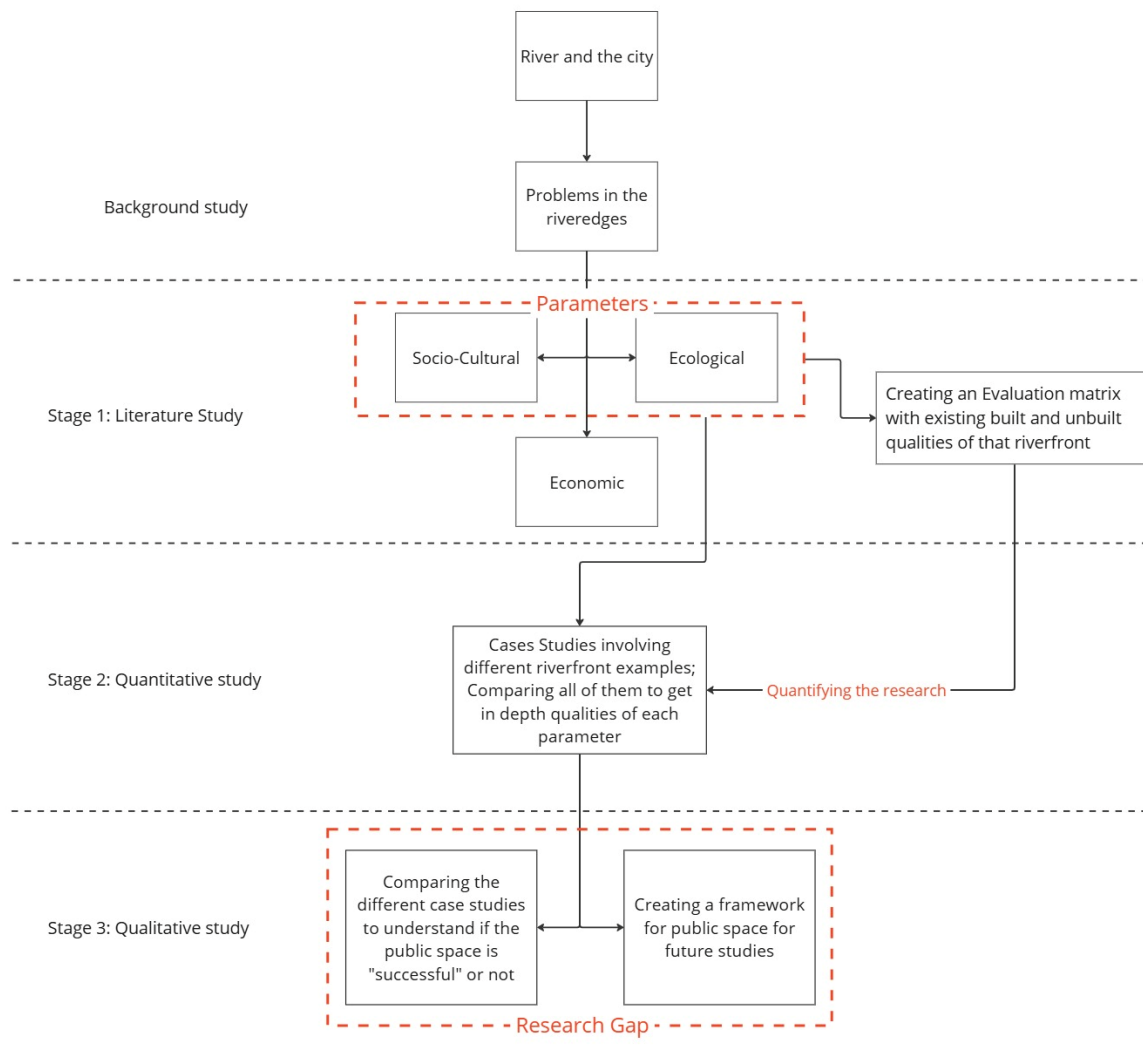 River and the city
Problems in the
riveredges
Background study
Parameters
Socio-Cultural
Ecological
Stage 1: Literature Study
Creating an Evaluation matrix
with existing built and unbuilt
qualities of that riverfront
Economic
Cases Studies involving
different riverfront examples;
Comparing all of them to get
in depth qualities of each
parameter
Stage 2: Quantitative study
Quantifying the research
Comparing the
different case studies
to understand if the
public space is
"successful" or not
Creating a framework
for public space for
future studies
Stage 3: Qualitative study
Research Gap